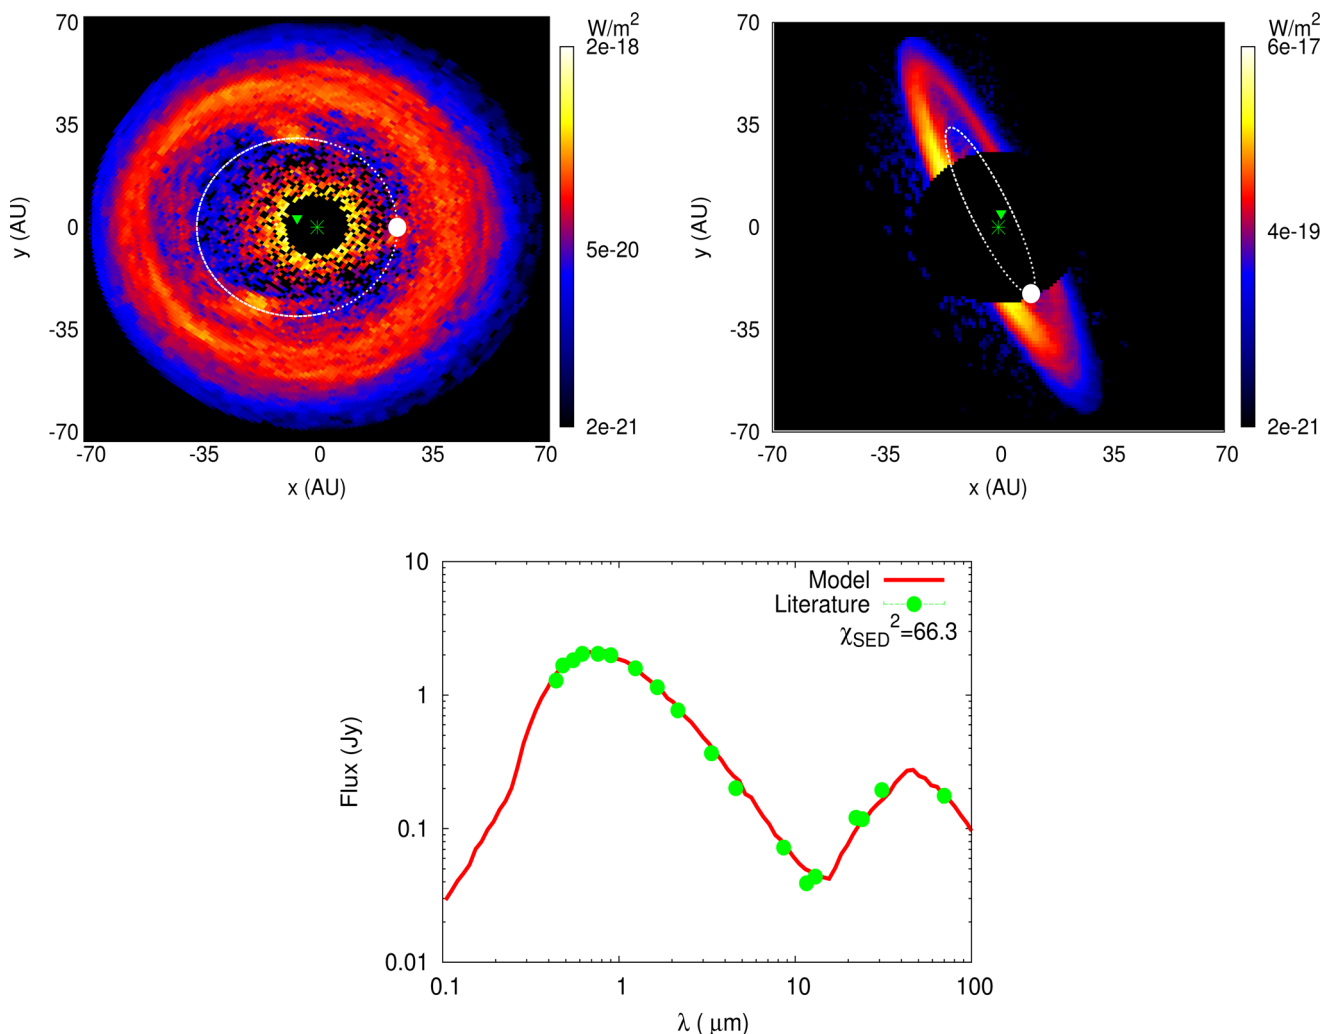 W/m²
70
2e-18
35
0
5e-20
-35
-70
2e-21
-70
-35
0
35
70
y (AU)
x (AU)
W/m²
70
6e-17
35
0
4e-19
-35
-70
2e-21
-70
-35
0
35
70
y (AU)
x (AU)
10
Model
Literature
χSED²=66.3
1
Flux (Jy)
0.1
0.01
0.1
1
10
100
λ ( μm)